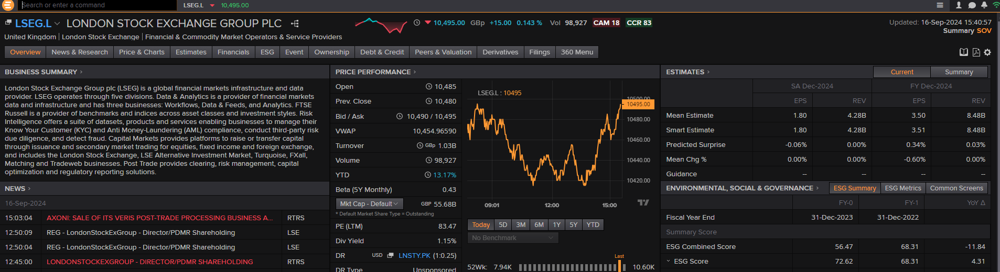 Search or enter a command
LSEG.L 10,495.00
LSEG.L LONDON STOCK EXCHANGE GROUP PLC
10,495.00 GBp +15.00 0.143 % Vol 98,927 CAM 18 CCR 83
Updated: 16-Sep-2024 15:40:57
Summary SOV
United Kingdom | London Stock Exchange | Financial & Commodity Market Operators & Service Providers
Overview News & Research Price & Charts Estimates Financials ESG Event Ownership Debt & Credit Peers & Valuation Derivatives Filings 360 Menu
BUSINESS SUMMARY >
London Stock Exchange Group plc (LSEG) is a global financial markets infrastructure and data
provider. LSEG operates through five divisions. Data & Analytics is a provider of financial markets
data and infrastructure and has three businesses: Workflows, Data & Feeds, and Analytics. FTSE
Russell is a provider of benchmarks and indices across asset classes and investment styles. Risk
Intelligence offers a suite of datasets, products and services enabling businesses to manage their
Know Your Customer (KYC) and Anti Money-Laundering (AML) compliance, conduct third-party risk
due diligence, and detect fraud. Capital Markets provides platforms to raise or transfer capital
through issuance and secondary market trading for equities, fixed income and foreign exchange,
and includes the London Stock Exchange, LSE Alternative Investment Market, Turquoise, FXall,
Matching and Tradeweb businesses. Post Trade provides clearing, risk management, capital
optimization and regulatory reporting solutions.
NEWS >
16-Sep-2024
15:03:04 AXONI: SALE OF ITS VERIS POST-TRADE PROCESSING BUSINESS A... RTRS
12:50:09 REG - LondonStockExGroup - Director/PDMR Shareholding LSE
12:50:04 REG - LondonStockExGroup - Director/PDMR Shareholding LSE
12:45:00 LONDONSTOCKEXGROUP - DIRECTOR/PDMR SHAREHOLDING RTRS
PRICE PERFORMANCE >
Open 10,485
Prev. Close 10,480
Bid / Ask 10,490 / 10,495
VWAP 10,454.96590
Turnover GBp 1.03B
Volume 98,927
YTD 13.17%
Beta (5Y Monthly) 0.43
Mkt Cap - Default GBP 55.68B
* Default Market Share Type = Outstanding
PE (LTM) 83.47
Div Yield 1.15%
DR USD LNSTY.PK (1:0.25)
DR Type Unsponsored
LSEG.L : 10495
10500.00
10495.00
10480.00
10460.00
10440.00
10420.00
09:01 12:00 15:00
Today 5D 3M 6M 1Y 5Y YTD
No Benchmark
Last
52Wk: 7.94K 10.60K
ESTIMATES > Current Summary
SA Dec-2024 FY Dec-2024
EPS REV EPS REV
Mean Estimate 1.80 4.28B 3.50 8.48B
Smart Estimate 1.80 4.28B 3.51 8.48B
Predicted Surprise -0.06% 0.00% 0.34% 0.03%
Mean Chg % 0.00% 0.00% -0.60% 0.00%
Guidance -- -- -- --
ENVIRONMENTAL, SOCIAL & GOVERNANCE > ESG Summary ESG Metrics Common Screens
FY-0 FY-1 YoY Δ
Fiscal Year End 31-Dec-2023 31-Dec-2022
Summary Score
ESG Combined Score 56.47 68.31 -11.84
ESG Score 72.62 68.31 4.31